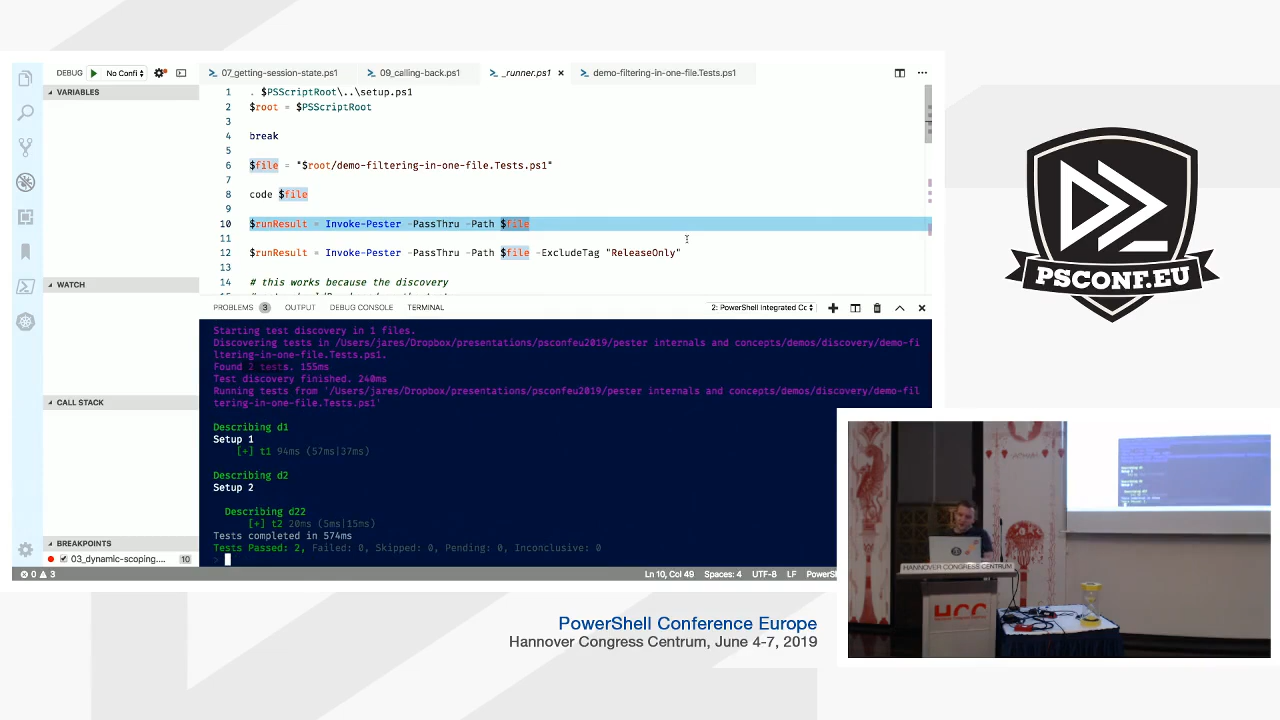 DEBUG No Confi
07_getting-session-state.ps1
09_calling-back.ps1
_runner.ps1
demo-filtering-in-one-file.Tests.ps1
VARIABLES
WATCH
CALL STACK
BREAKPOINTS
03_dynamic-scoping.... 10
1 . $PSScriptRoot\..\setup.ps1
2 $root = $PSScriptRoot
3
4 break
5
6 $file = "$root/demo-filtering-in-one-file.Tests.ps1"
7
8 code $file
9
10 $runResult = Invoke-Pester -PassThru -Path $file
11
12 $runResult = Invoke-Pester -PassThru -Path $file -ExcludeTag "ReleaseOnly"
13
14 # this works because the discovery
PROBLEMS 3 OUTPUT DEBUG CONSOLE TERMINAL 2: PowerShell Integrated Cc
Starting test discovery in 1 files.
Discovering tests in /Users/jares/Dropbox/presentations/psconfeu2019/pester internals and concepts/demos/discovery/demo-fi
ltering-in-one-file.Tests.ps1.
Found 2 tests. 155ms
Test discovery finished. 240ms
Running tests from '/Users/jares/Dropbox/presentations/psconfeu2019/pester internals and concepts/demos/discovery/demo-fil
tering-in-one-file.Tests.ps1'
Describing d1
Setup 1
[+] t1 94ms (57ms|37ms)
Describing d2
Setup 2
Describing d22
[+] t2 20ms (5ms|15ms)
Tests completed in 574ms
Tests Passed: 2, Failed: 0, Skipped: 0, Pending: 0, Inconclusive: 0
>
0 3 Ln 10, Col 49 Spaces: 4 UTF-8 LF PowerS
PSCONF.EU
HANNOVER CONGRESS CENTRUM
HCC
PowerShell Conference Europe
Hannover Congress Centrum, June 4-7, 2019